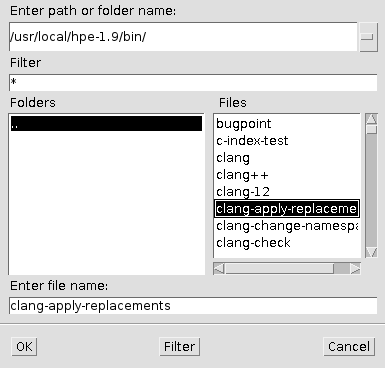 Enter path or folder name:
/usr/local/hpe-1.9/bin/
Filter
*
Folders
Files
..
bugpoint
c-index-test
clang
clang++
clang-12
clang-apply-replaceme
clang-change-namespa
clang-check
Enter file name:
clang-apply-replacements
OK
Filter
Cancel